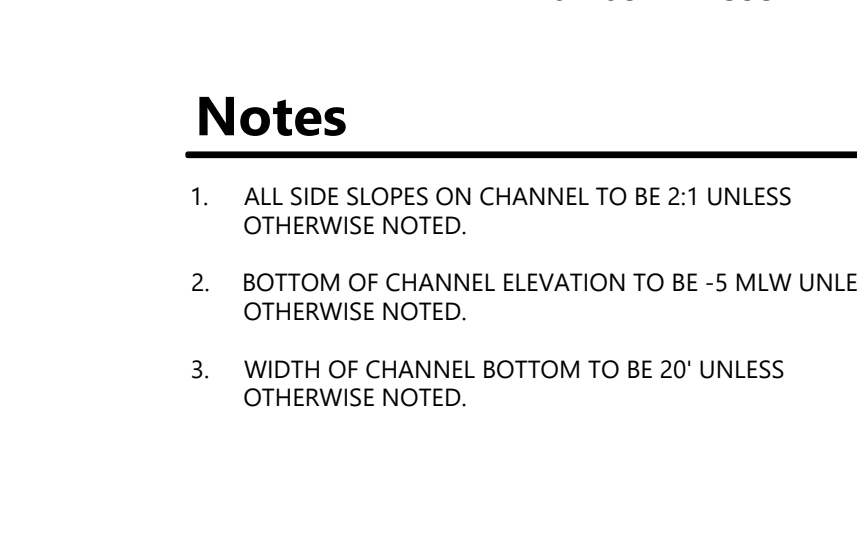 Notes
1. ALL SIDE SLOPES ON CHANNEL TO BE 2:1 UNLESS
OTHERWISE NOTED.
2. BOTTOM OF CHANNEL ELEVATION TO BE -5 MLW UNLE
OTHERWISE NOTED.
3. WIDTH OF CHANNEL BOTTOM TO BE 20' UNLESS
OTHERWISE NOTED.